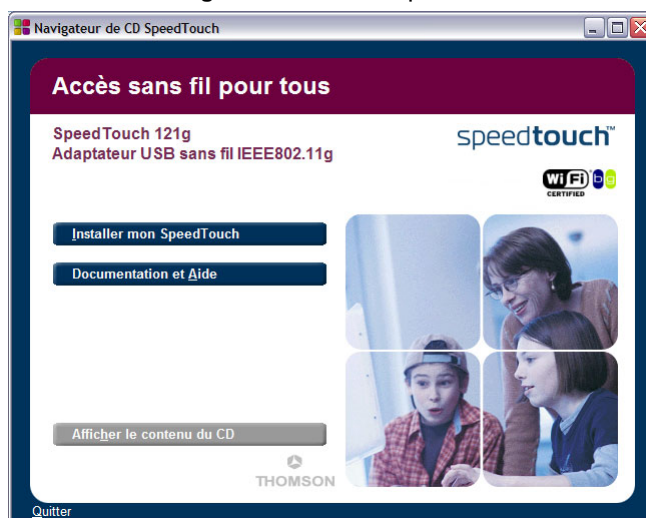 Navigateur de CD SpeedTouch
Accès sans fil pour tous
SpeedTouch 121g
Adaptateur USB sans fil IEEE802.11g
speedtouch™
Wi Fi b g
CERTIFIED
Installer mon SpeedTouch
Documentation et Aide
Afficher le contenu du CD
THOMSON
Quitter